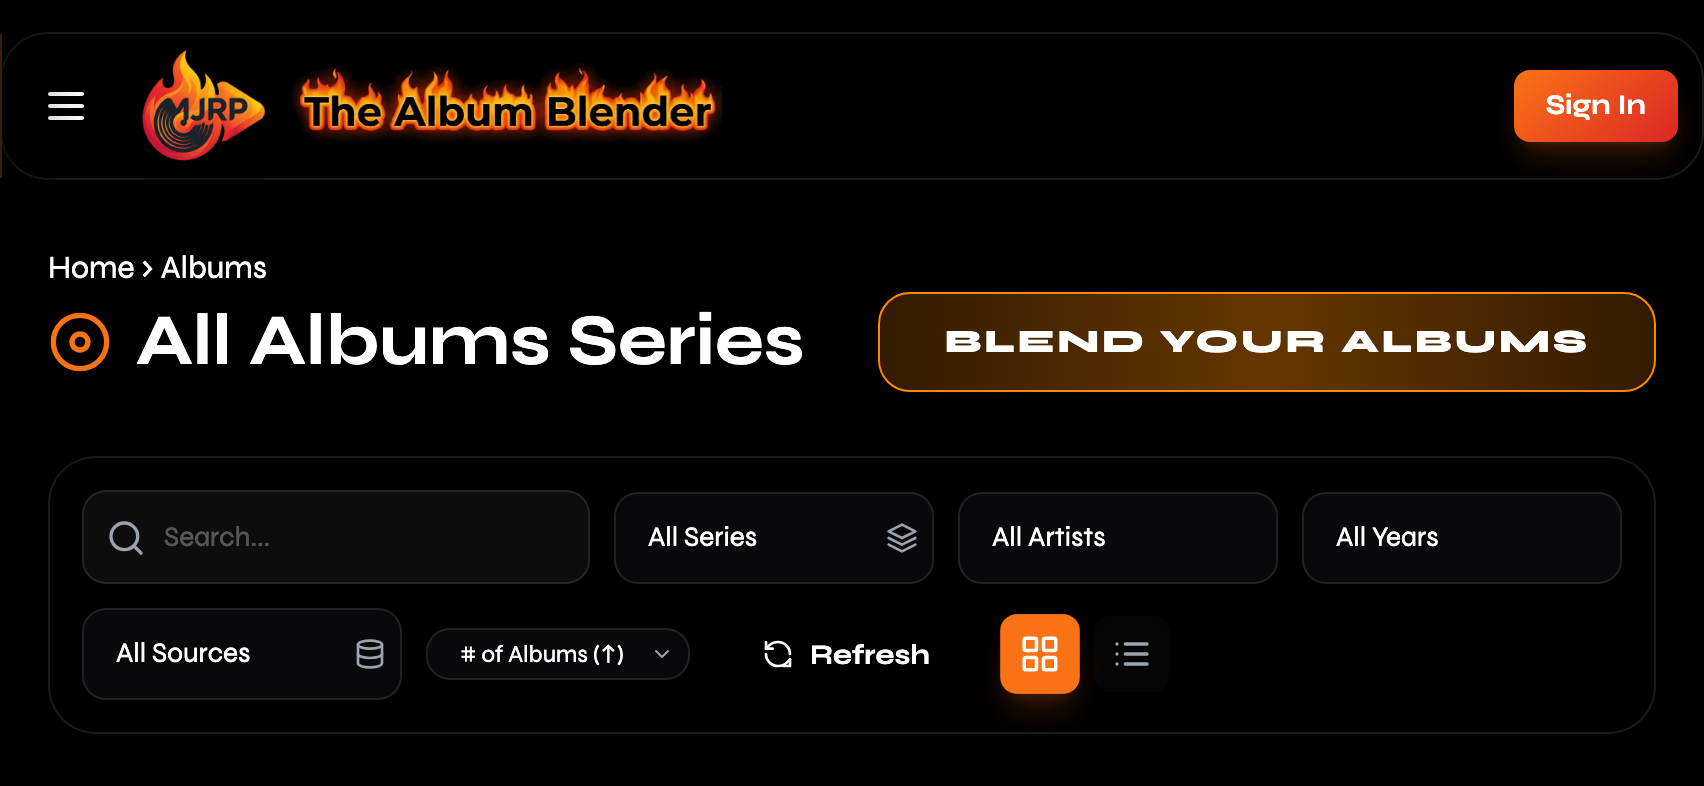 MJRP
The Album Blender
Sign In
Home › Albums
All Albums Series
BLEND YOUR ALBUMS
Search...
All Series
All Artists
All Years
All Sources
# of Albums (↑)
Refresh